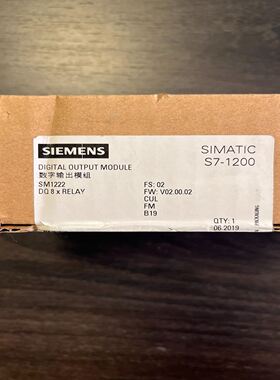 SIEMENS
SIMATIC
S7-1200
DIGITAL OUTPUT MODULE
数字输出模组
SM1222
DQ 8 x RELAY
FS: 02
FW: V02.00.02
CUL
FM
B19
QTY: 1
06.2019